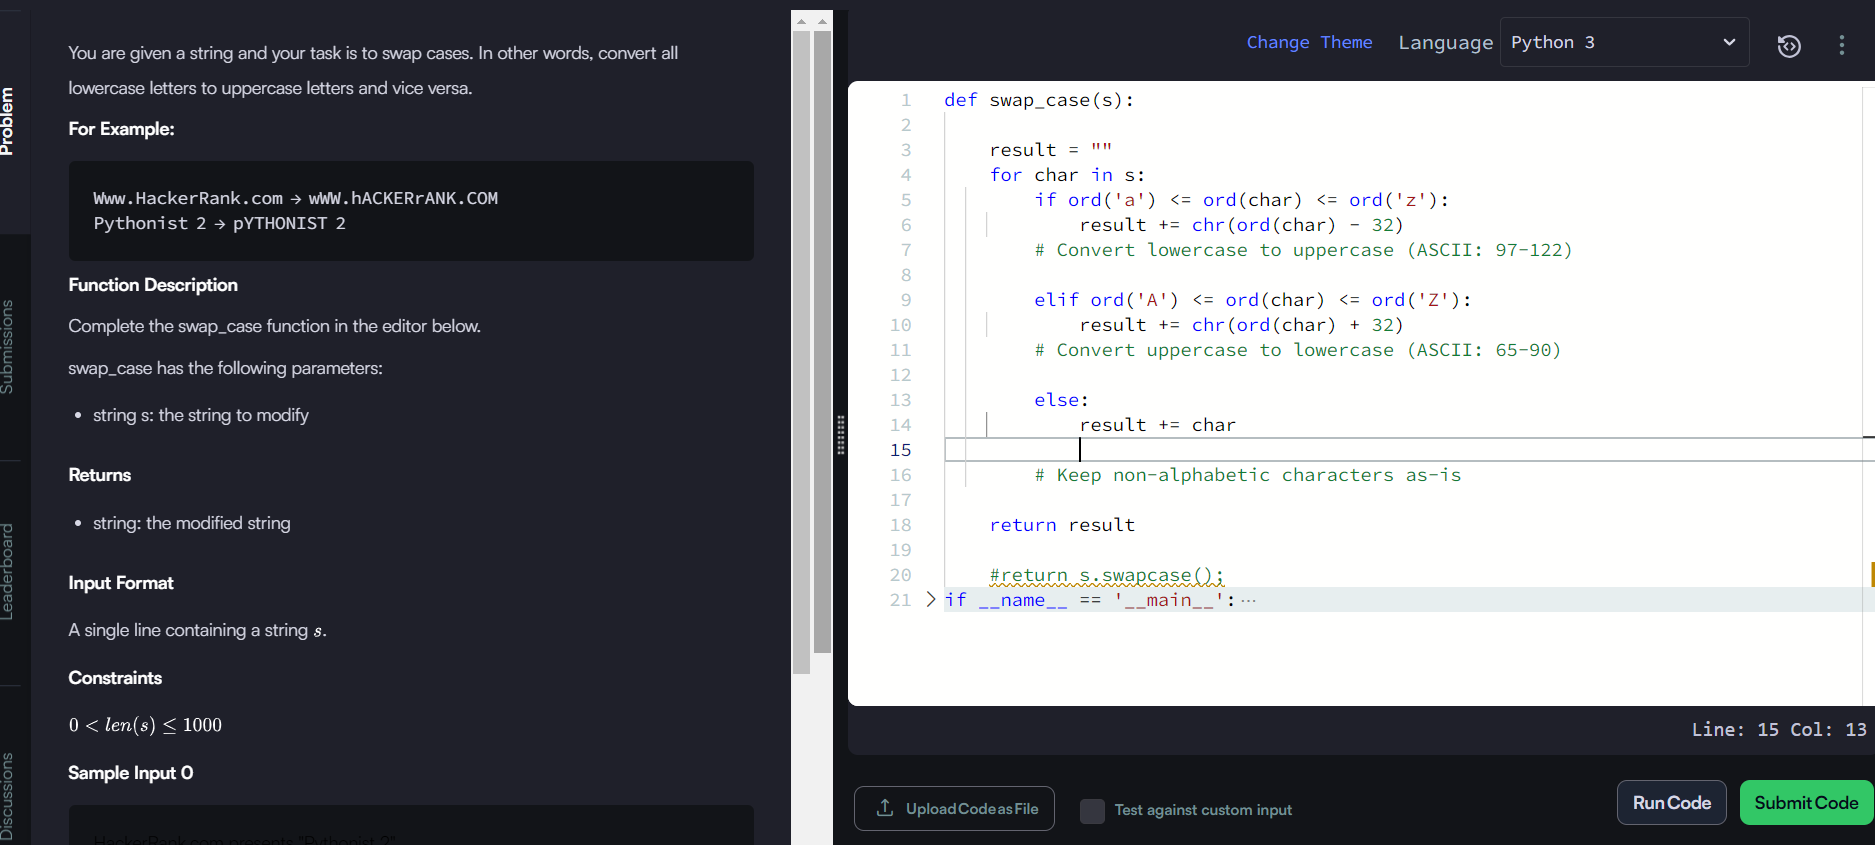 Problem
Submissions
Leaderboard
Discussions
You are given a string and your task is to swap cases. In other words, convert all
lowercase letters to uppercase letters and vice versa.
For Example:
Www.HackerRank.com → wWW.hACKERrANK.COM
Pythonist 2 → pYTHONIST 2
Function Description
Complete the swap_case function in the editor below.
swap_case has the following parameters:
• string s: the string to modify
Returns
• string: the modified string
Input Format
A single line containing a string s.
Constraints
0 < len(s) ≤ 1000
Sample Input 0
HackerRank.com presents "Pythonist 2"
Change Theme Language Python 3
1 def swap_case(s):
2
3 result = ""
4 for char in s:
5 if ord('a') <= ord(char) <= ord('z'):
6 result += chr(ord(char) - 32)
7 # Convert lowercase to uppercase (ASCII: 97-122)
8
9 elif ord('A') <= ord(char) <= ord('Z'):
10 result += chr(ord(char) + 32)
11 # Convert uppercase to lowercase (ASCII: 65-90)
12
13 else:
14 result += char
15
16 # Keep non-alphabetic characters as-is
17
18 return result
19
20 #return s.swapcase();
21 > if __name__ == '__main__': ...
Line: 15 Col: 13
Upload Code as File
Test against custom input
Run Code
Submit Code